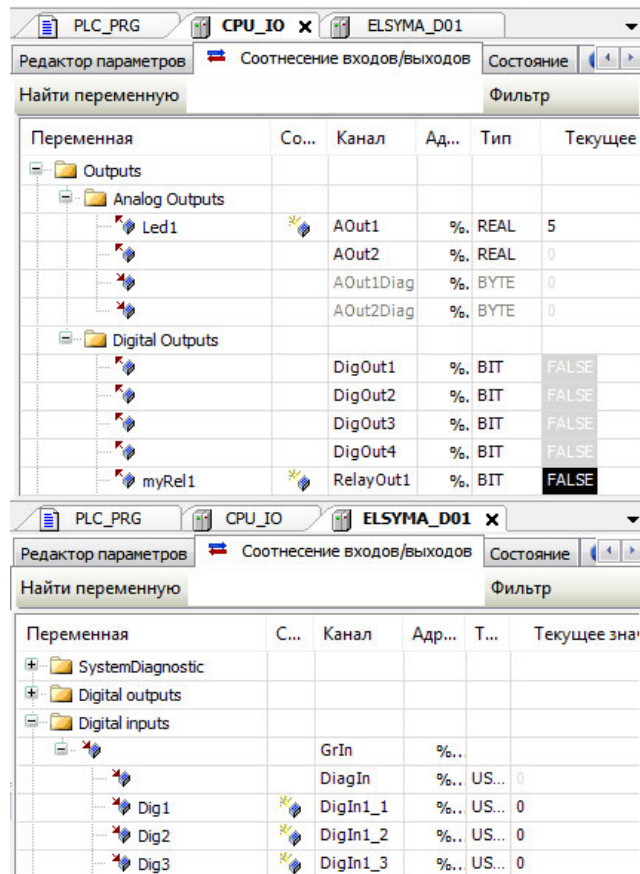 PLC_PRG CPU_IO X ELSYMA_D01
Редактор параметров Соотнесение входов/выходов Состояние
Найти переменную Фильтр
Переменная Со... Канал Ад... Тип Текущее
Outputs
Analog Outputs
Led1 AOut1 %. REAL 5
AOut2 %. REAL 0
AOut1Diag %. BYTE 0
AOut2Diag %. BYTE 0
Digital Outputs
DigOut1 %. BIT FALSE
DigOut2 %. BIT FALSE
DigOut3 %. BIT FALSE
DigOut4 %. BIT FALSE
myRel1 RelayOut1 %. BIT FALSE
PLC_PRG CPU_IO ELSYMA_D01 X
Редактор параметров Соотнесение входов/выходов Состояние
Найти переменную Фильтр
Переменная С... Канал Адр... Т... Текущее знач
SystemDiagnostic
Digital outputs
Digital inputs
GrIn %...
DiagIn %... US... 0
Dig1 DigIn1_1 %... US... 0
Dig2 DigIn1_2 %... US... 0
Dig3 DigIn1_3 %... US... 0